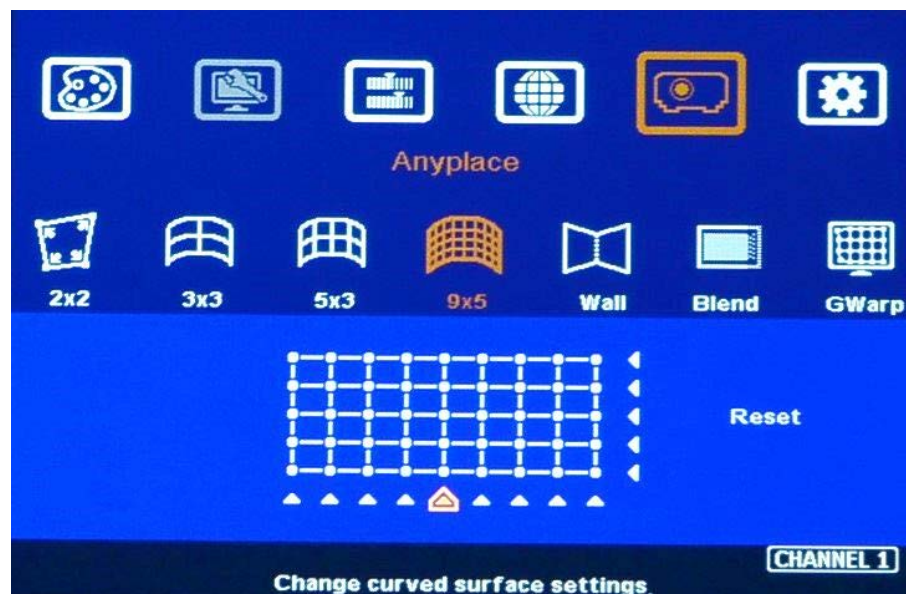 Anyplace
2x2 3x3 5x3 9x5 Wall Blend GWarp
Reset
CHANNEL 1
Change curved surface settings